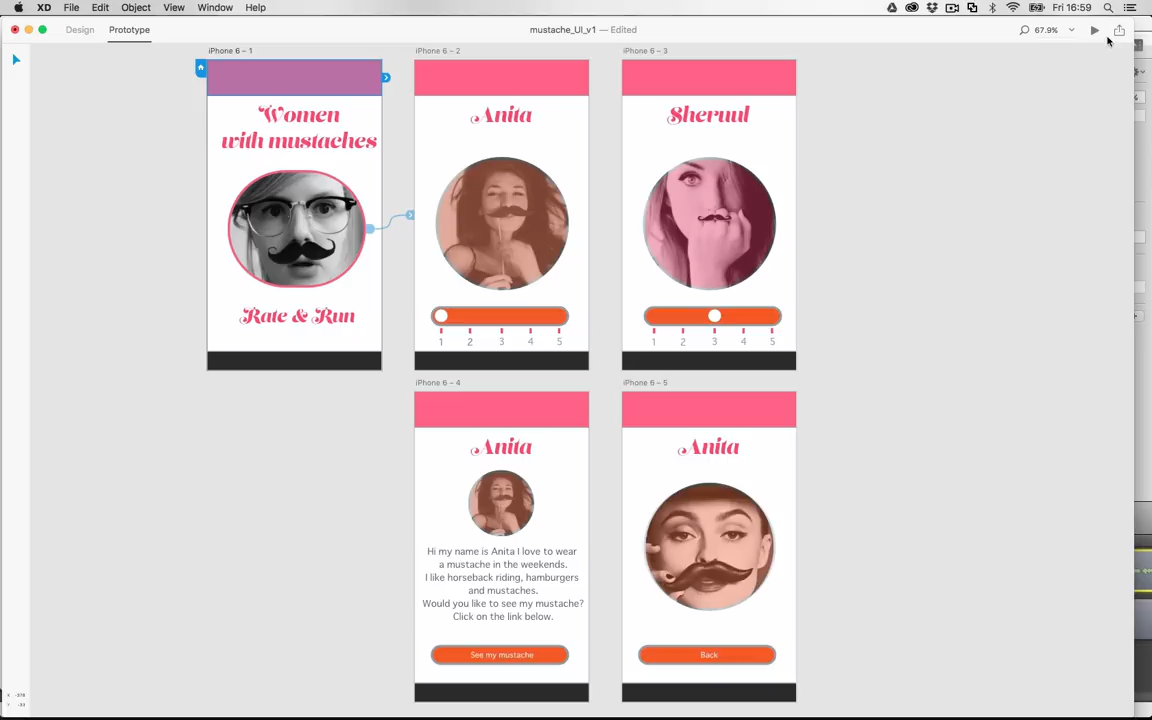 XD File Edit Object View Window Help
Fri 16:59
Design Prototype
mustache_UI_v1 — Edited
67.9%
iPhone 6 – 1
iPhone 6 – 2
iPhone 6 – 3
Women
with mustaches
Rate & Run
Anita
1 2 3 4 5
Sheruul
1 2 3 4 5
iPhone 6 – 4
iPhone 6 – 5
Anita
Hi my name is Anita I love to wear
a mustache in the weekends.
I like horseback riding, hamburgers
and mustaches.
Would you like to see my mustache?
Click on the link below.
See my mustache
Anita
Back